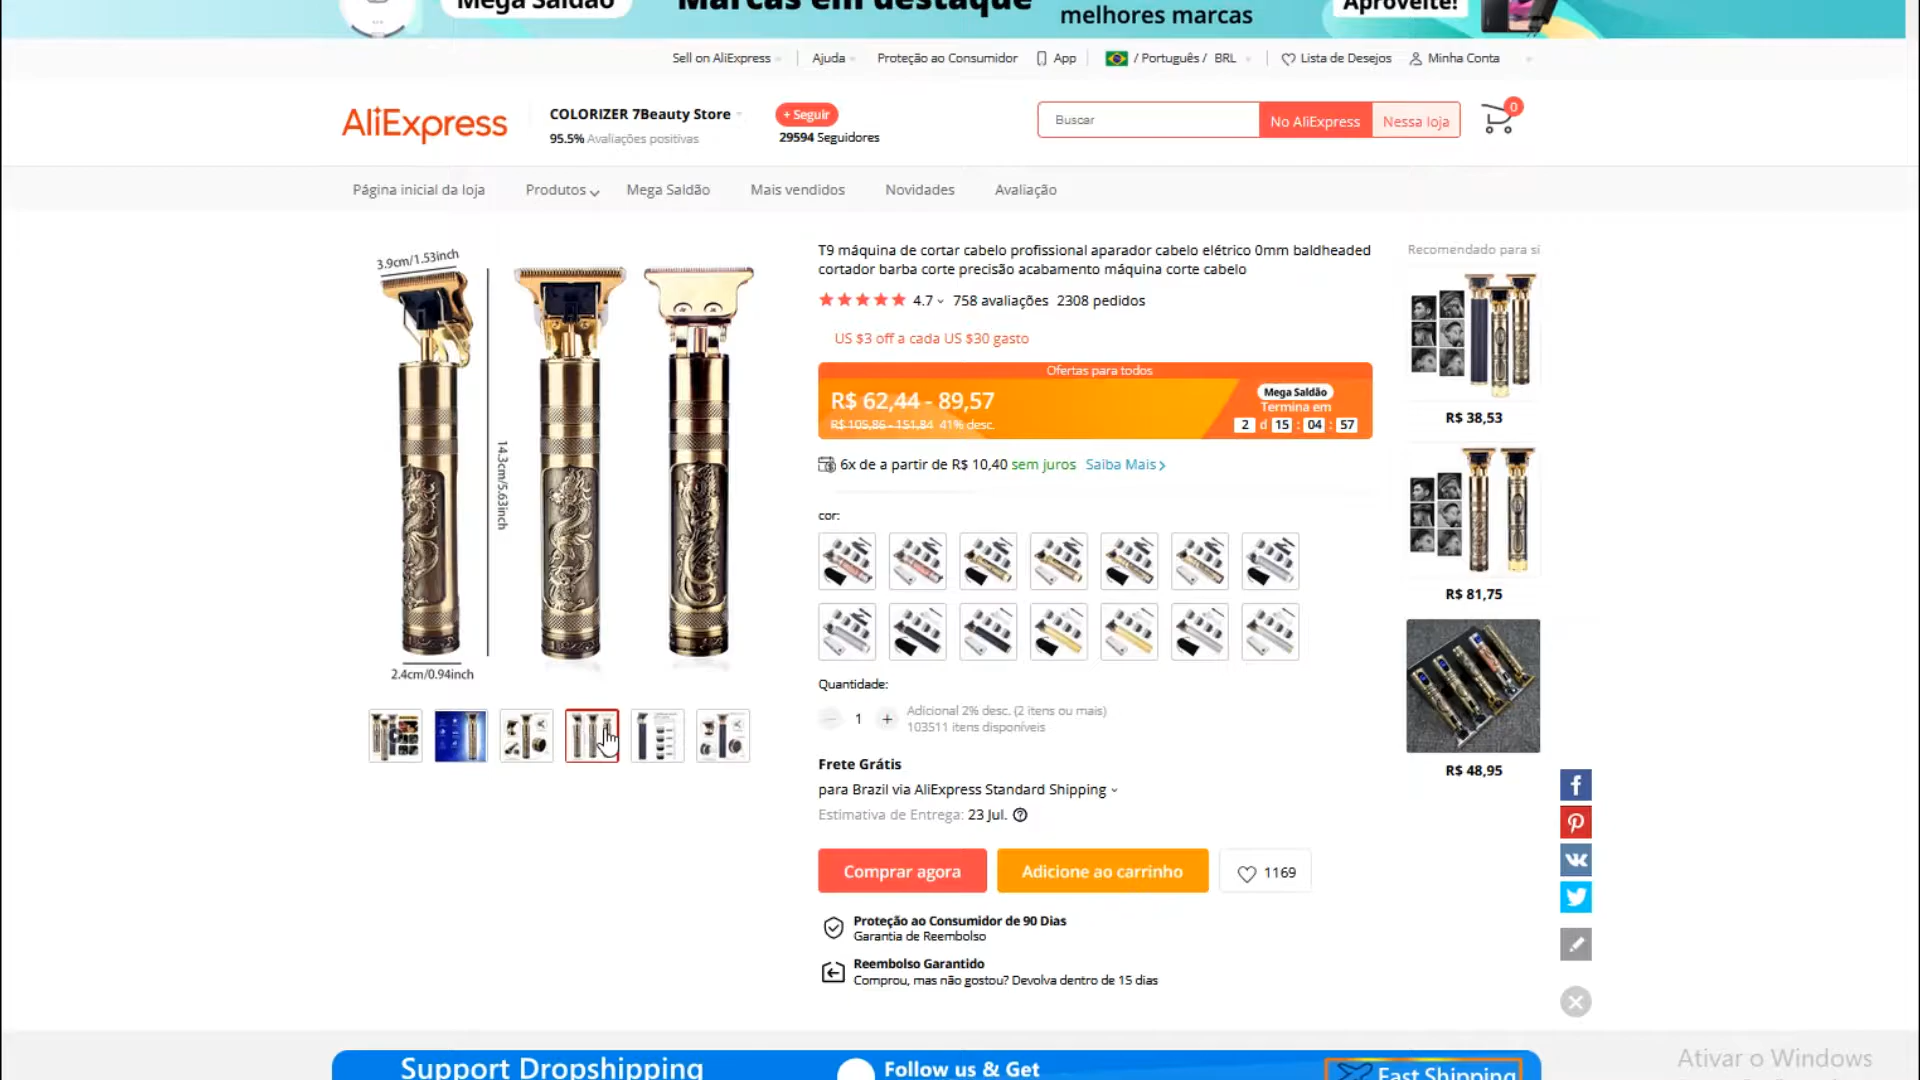 Mega Saldão
Marcas em destaque
melhores marcas
Aproveite!
Sell on AliExpress
Ajuda
Proteção ao Consumidor
App
/ Português / BRL
Lista de Desejos
Minha Conta
AliExpress
COLORIZER 7Beauty Store
95.5% Avaliações positivas
+ Seguir
29594 Seguidores
Buscar
No AliExpress
Nessa loja
0
Página inicial da loja
Produtos
Mega Saldão
Mais vendidos
Novidades
Avaliação
3.9cm/1.53inch
14.3cm/5.63inch
2.4cm/0.94inch
T9 máquina de cortar cabelo profissional aparador cabelo elétrico 0mm baldheaded
cortador barba corte precisão acabamento máquina corte cabelo
4.7 758 avaliações 2308 pedidos
US $3 off a cada US $30 gasto
Ofertas para todos
R$ 62,44 - 89,57
R$ 105,86 - 151,84 41% desc.
Mega Saldão
Termina em
2 d 15 : 04 : 57
6x de a partir de R$ 10,40 sem juros Saiba Mais
cor:
Quantidade:
1
Adicional 2% desc. (2 itens ou mais)
103511 itens disponíveis
Frete Grátis
para Brazil via AliExpress Standard Shipping
Estimativa de Entrega: 23 Jul.
Comprar agora
Adicione ao carrinho
1169
Proteção ao Consumidor de 90 Dias
Garantia de Reembolso
Reembolso Garantido
Comprou, mas não gostou? Devolva dentro de 15 dias
Recomendado para si
R$ 38,53
R$ 81,75
R$ 48,95
Support Dropshipping
Follow us & Get
Fast Shipping
Ativar o Windows